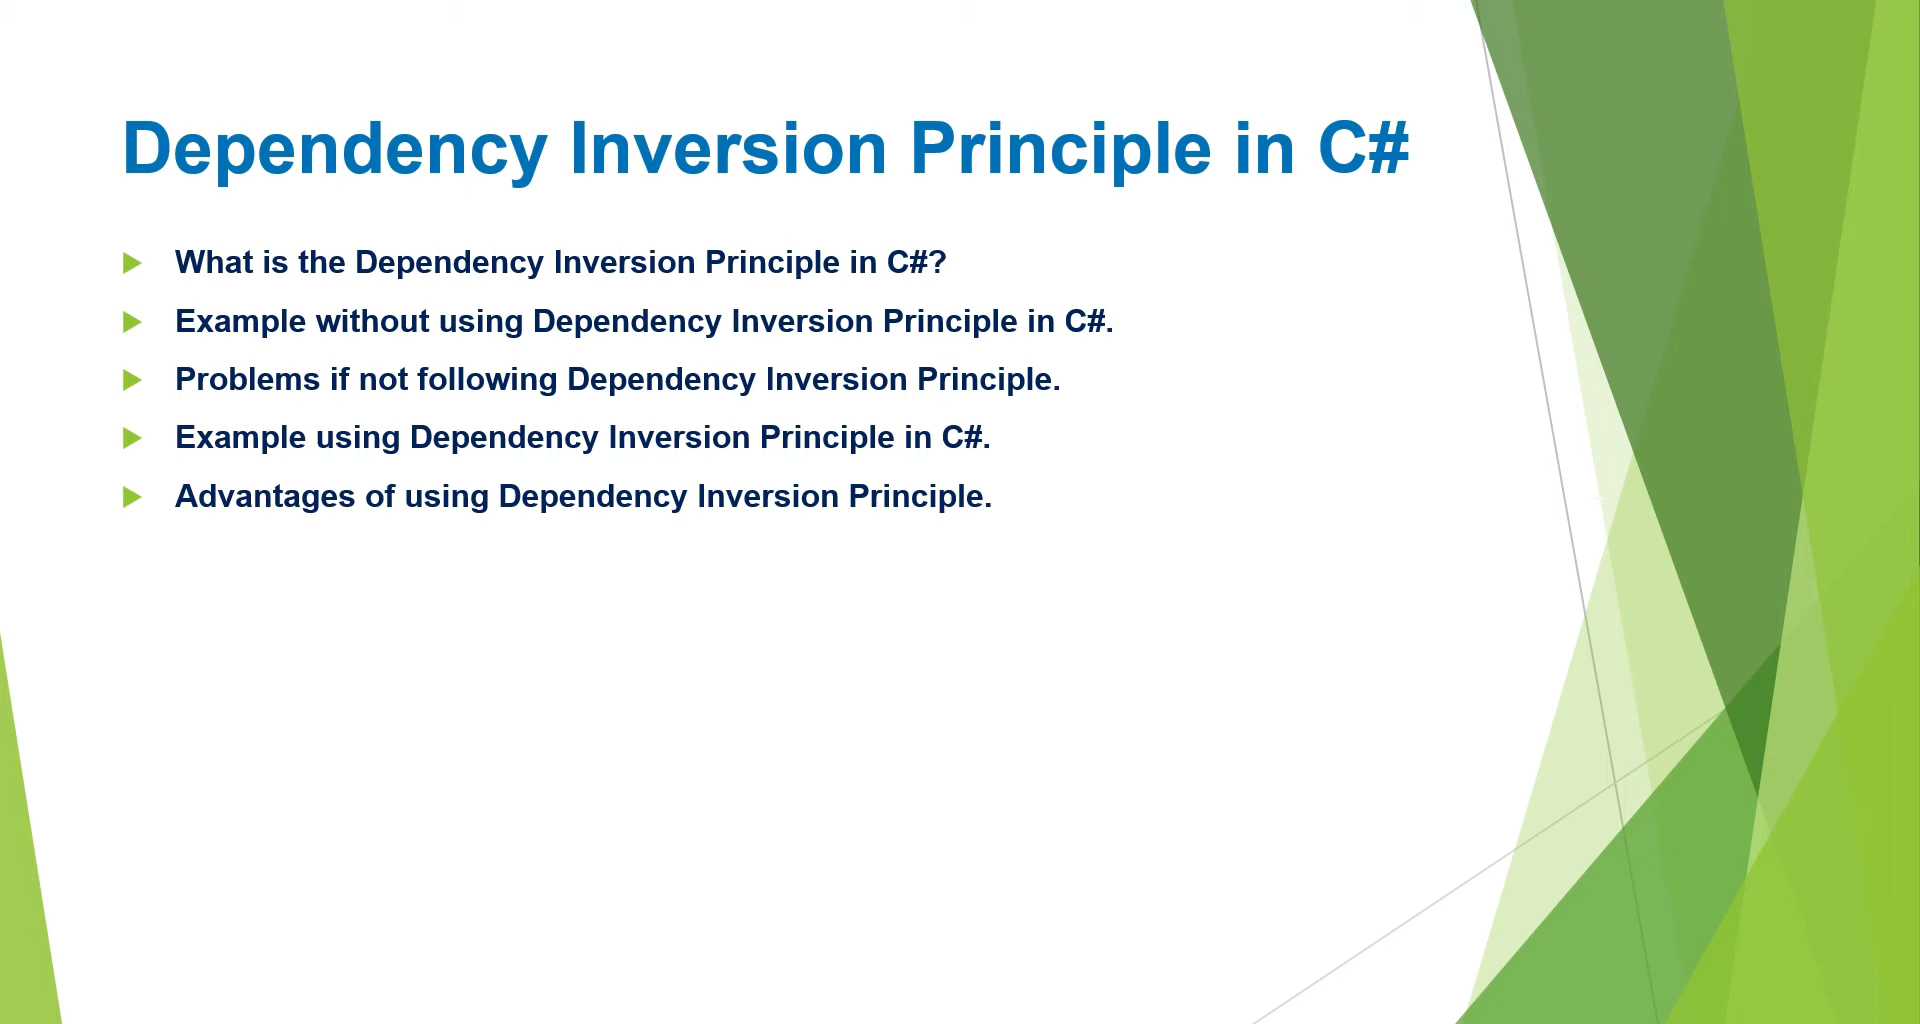 Dependency Inversion Principle in C#
What is the Dependency Inversion Principle in C#?
Example without using Dependency Inversion Principle in C#.
Problems if not following Dependency Inversion Principle.
Example using Dependency Inversion Principle in C#.
Advantages of using Dependency Inversion Principle.